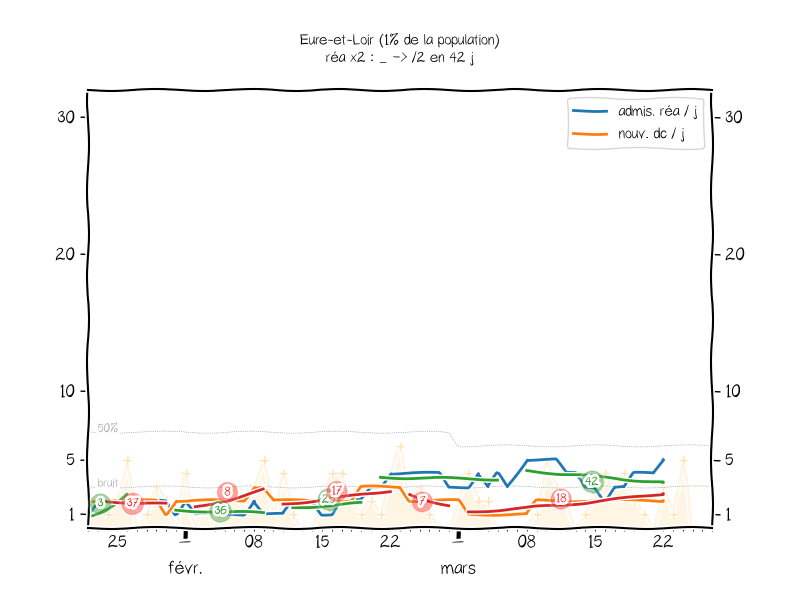 Eure-et-Loir (1% de la population)
réa x2 : _ -> /2 en 42 j
admis. réa / j
nouv. dc / j
30 30
20 20
10 10
50%
5 5
bruit
3 37 8 36 17 7 42 18
1 1
25 1 08 15 22 1 08 15 22
févr. mars